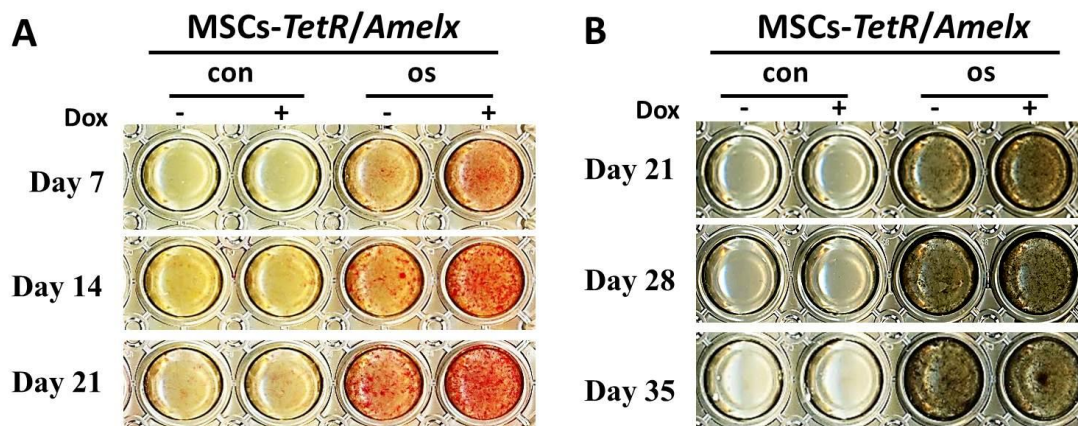 A
MSCs-TetR/Amelx
con os
Dox - + - +
Day 7
Day 14
Day 21
B
MSCs-TetR/Amelx
con os
- + - +
Day 21
Day 28
Day 35